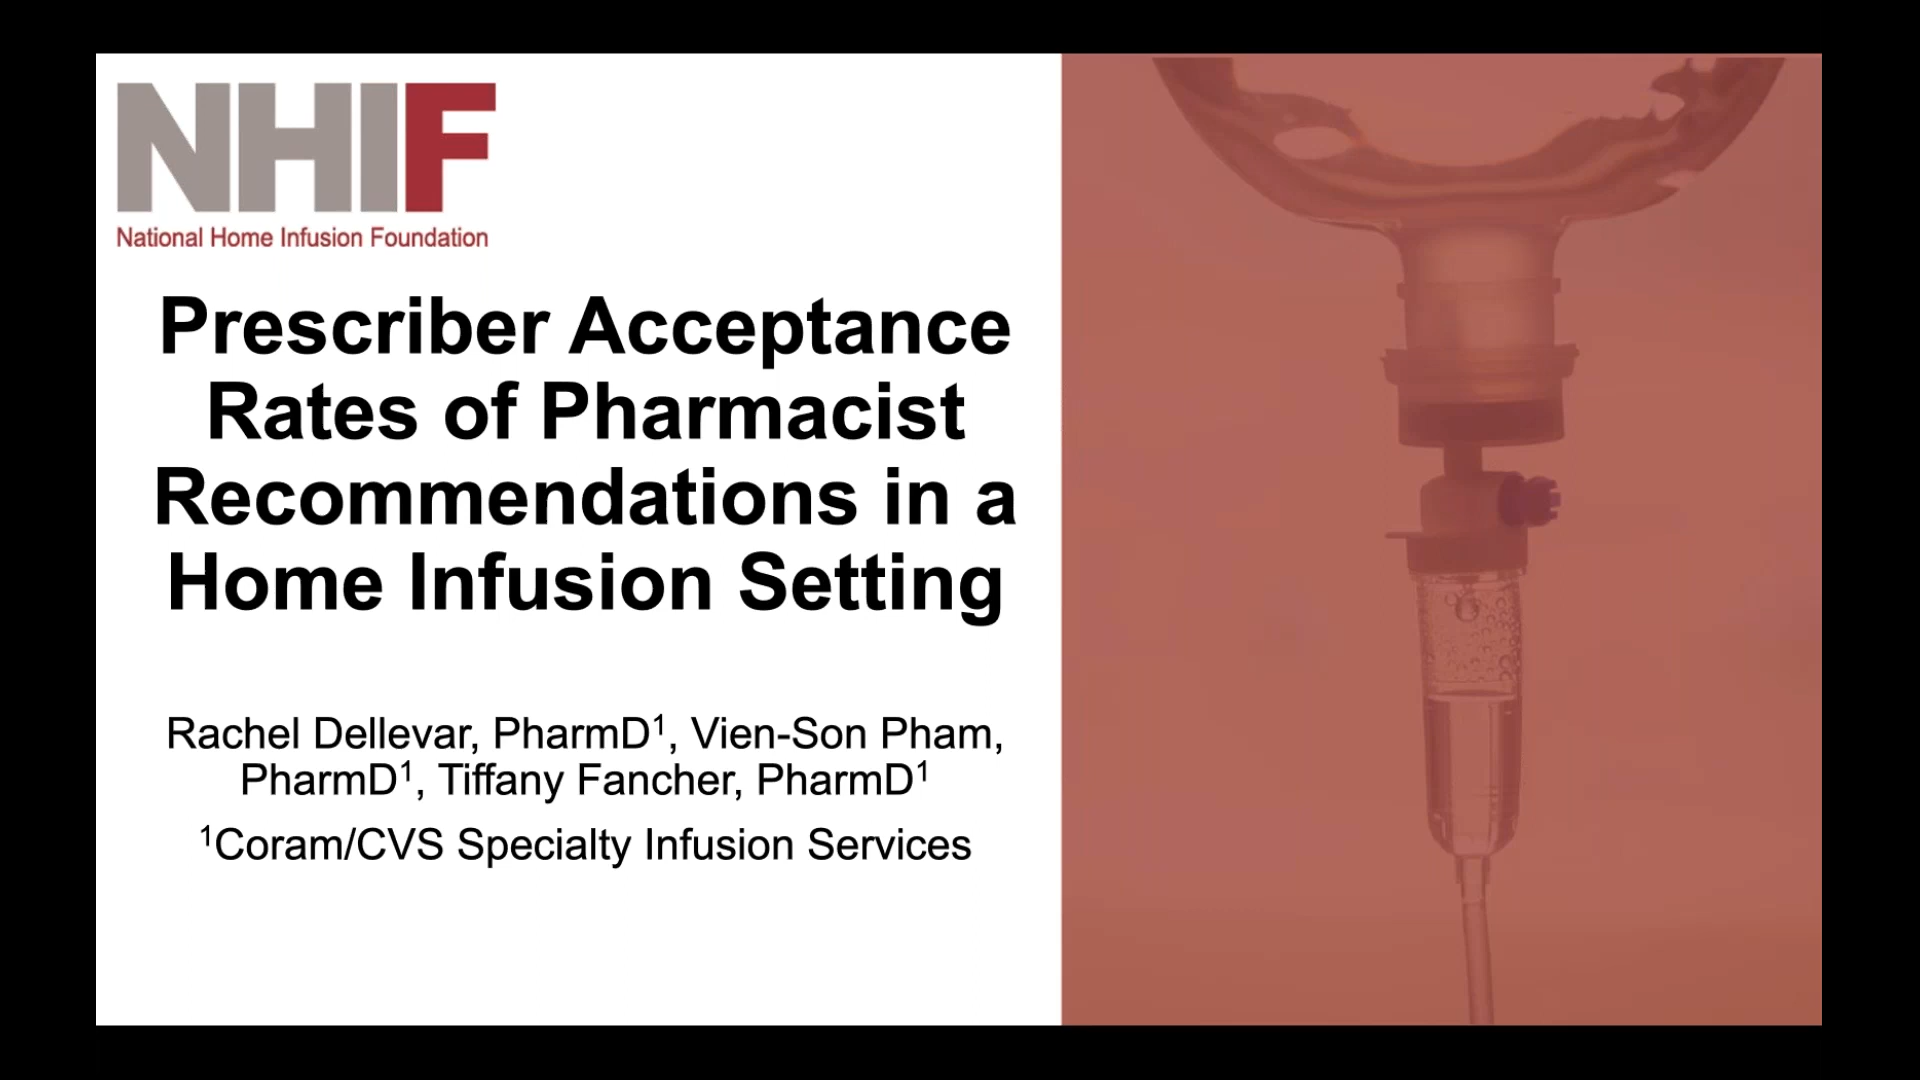 NHIF
National Home Infusion Foundation
Prescriber Acceptance
Rates of Pharmacist
Recommendations in a
Home Infusion Setting
Rachel Dellevar, PharmD¹, Vien-Son Pham,
PharmD¹, Tiffany Fancher, PharmD¹
¹Coram/CVS Specialty Infusion Services